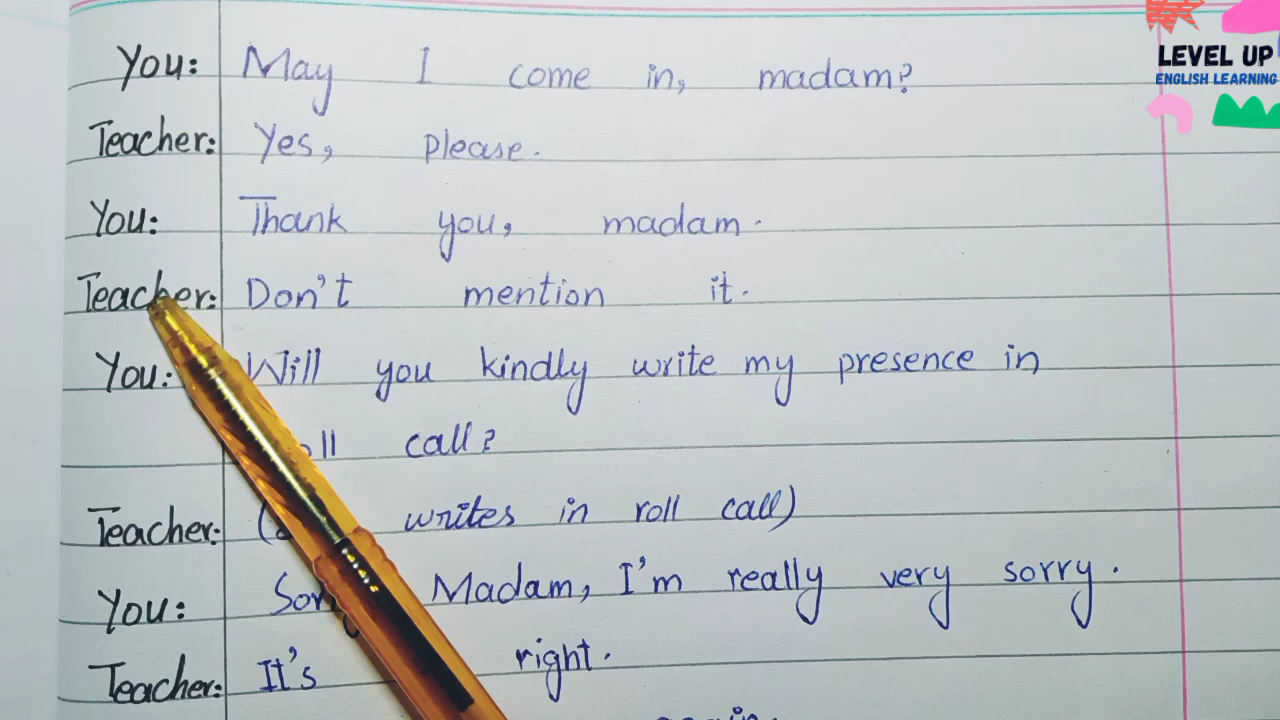 LEVEL UP
ENGLISH LEARNING
You: May I come in, madam?
Teacher: Yes, please.
You: Thank you, madam.
Teacher: Don't mention it.
You: Will you kindly write my presence in
call?
Teacher: writes in roll call)
You: Madam, I'm really very sorry.
Teacher: It's right.